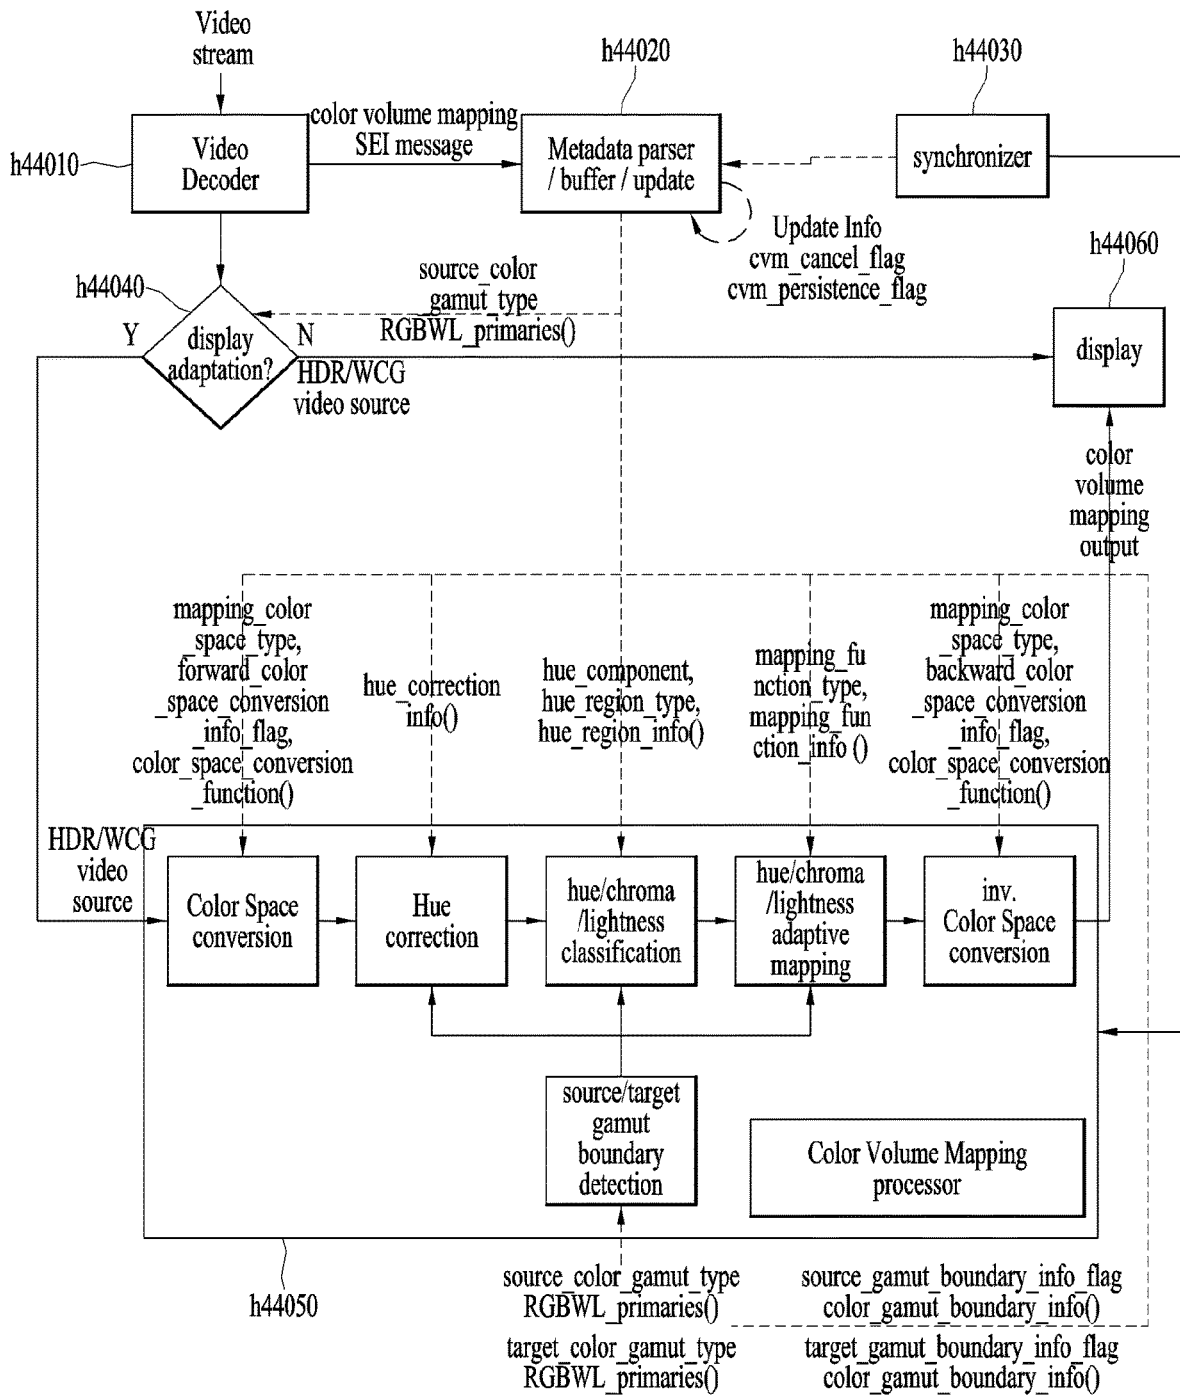 Video
stream
h44020
h44030
h44010
Video
Decoder
color volume mapping
SEI message
Metadata parser
/ buffer / update
synchronizer
Update Info
cvm_cancel_flag
cvm_persistence_flag
h44060
h44040
source_color
_gamut_type
RGBWL_primaries()
Y
display
adaptation?
N
HDR/WCG
video source
display
color
volume
mapping
output
mapping_color
_space_type,
forward_color
_space_conversion
_info_flag,
color_space_conversion
_function()
hue_correction
_info()
hue_component,
hue_region_type,
hue_region_info()
mapping_fu
nction_type,
mapping_fun
ction_info ()
mapping_color
_space_type,
backward_color
_space_conversion
_info_flag,
color_space_conversion
_function()
HDR/WCG
video
source
Color Space
conversion
Hue
correction
hue/chroma
/lightness
classification
hue/chroma
/lightness
adaptive
mapping
inv.
Color Space
conversion
source/target
gamut
boundary
detection
Color Volume Mapping
processor
h44050
source_color_gamut_type
RGBWL_primaries()
source_gamut_boundary_info_flag
color_gamut_boundary_info()
target_color_gamut_type
RGBWL_primaries()
target_gamut_boundary_info_flag
color_gamut_boundary_info()